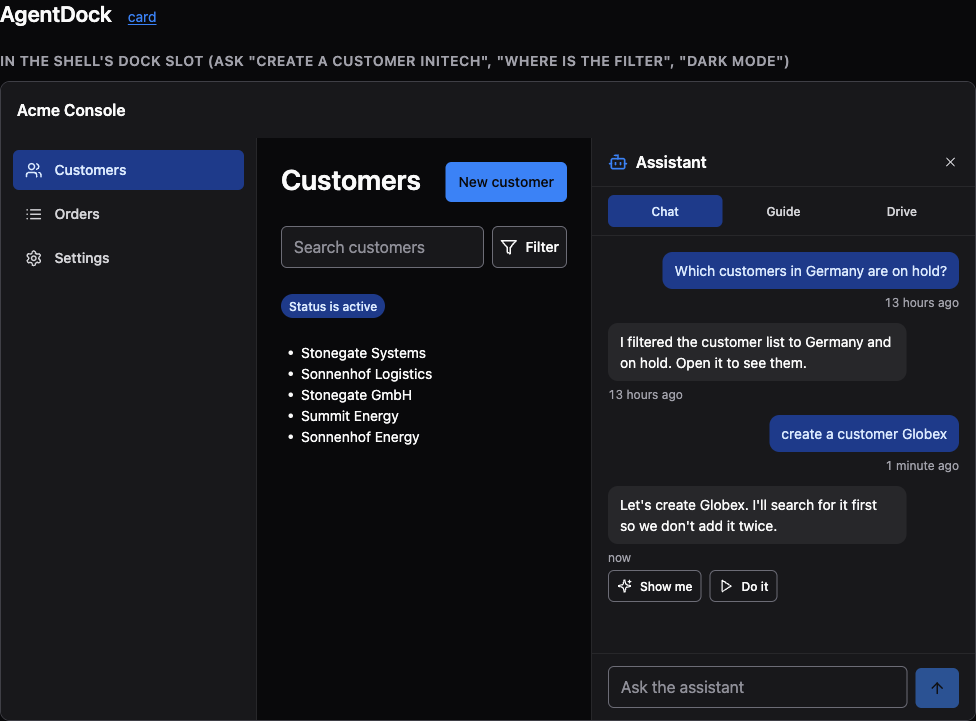 AgentDock card
IN THE SHELL'S DOCK SLOT (ASK "CREATE A CUSTOMER INITECH", "WHERE IS THE FILTER", "DARK MODE")
Acme Console
Customers
Orders
Settings
Customers
New customer
Search customers
Filter
Status is active
• Stonegate Systems
• Sonnenhof Logistics
• Stonegate GmbH
• Summit Energy
• Sonnenhof Energy
Assistant
Chat Guide Drive
Which customers in Germany are on hold?
13 hours ago
I filtered the customer list to Germany and
on hold. Open it to see them.
13 hours ago
create a customer Globex
1 minute ago
Let's create Globex. I'll search for it first
so we don't add it twice.
now
Show me Do it
Ask the assistant